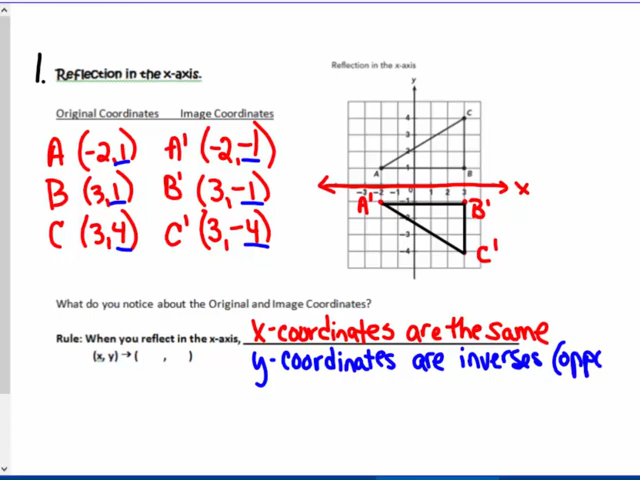 1. Reflection in the x-axis.
Original Coordinates Image Coordinates
A (-2,1) A' (-2,-1)
B (3,1) B' (3,-1)
C (3,4) C' (3,-4)
Reflection in the x-axis
y
C
4
3
2
1
A B
-3 -2 -1 0 1 2 3 x
A' -1 B'
-2
-3
-4 C'
What do you notice about the Original and Image Coordinates?
Rule: When you reflect in the x-axis, x-coordinates are the same
(x, y) → ( , ) y-coordinates are inverses (oppo